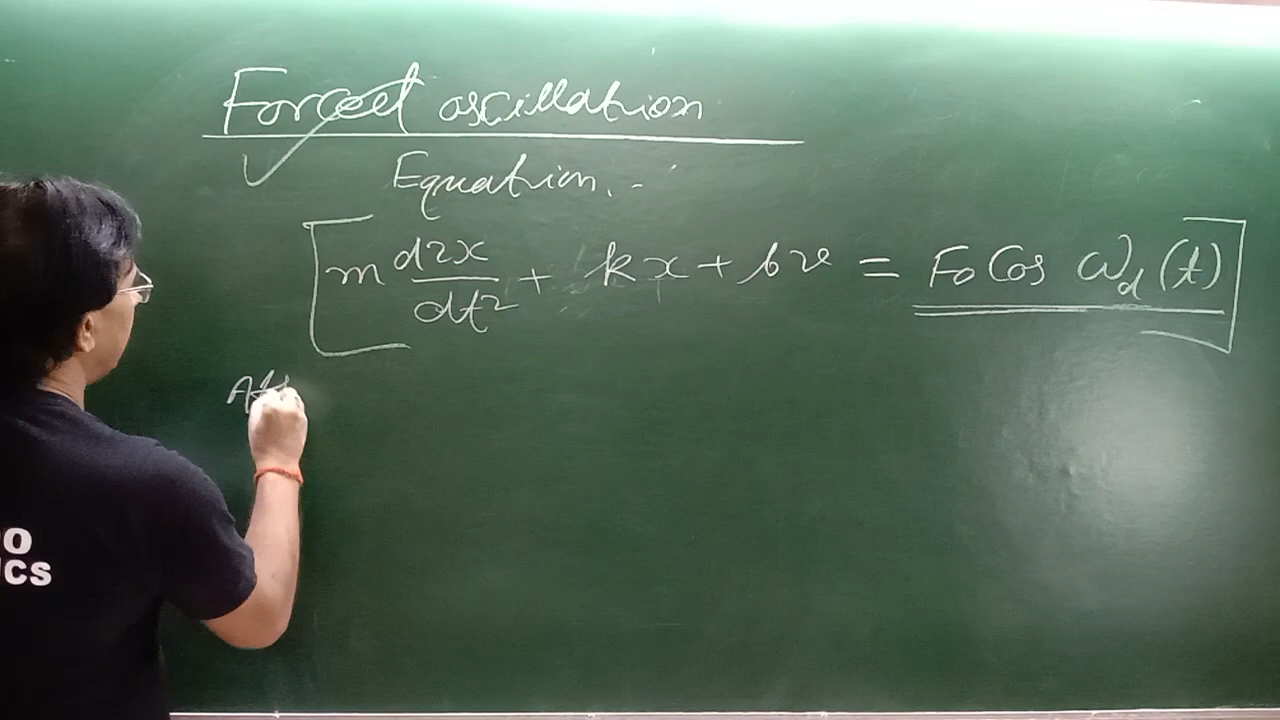 Forced oscillation
Equation. -
m d2x/dt2 + kx + bv = Fo Cos ωd (t)